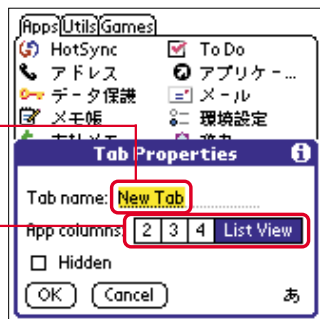 Apps Utils Games
HotSync ToDo
アドレス アプリケー...
データ保護 メール
メモ帳 環境設定
Tab Properties
Tab name: New Tab
App columns: 2 3 4 List View
Hidden
OK Cancel あ